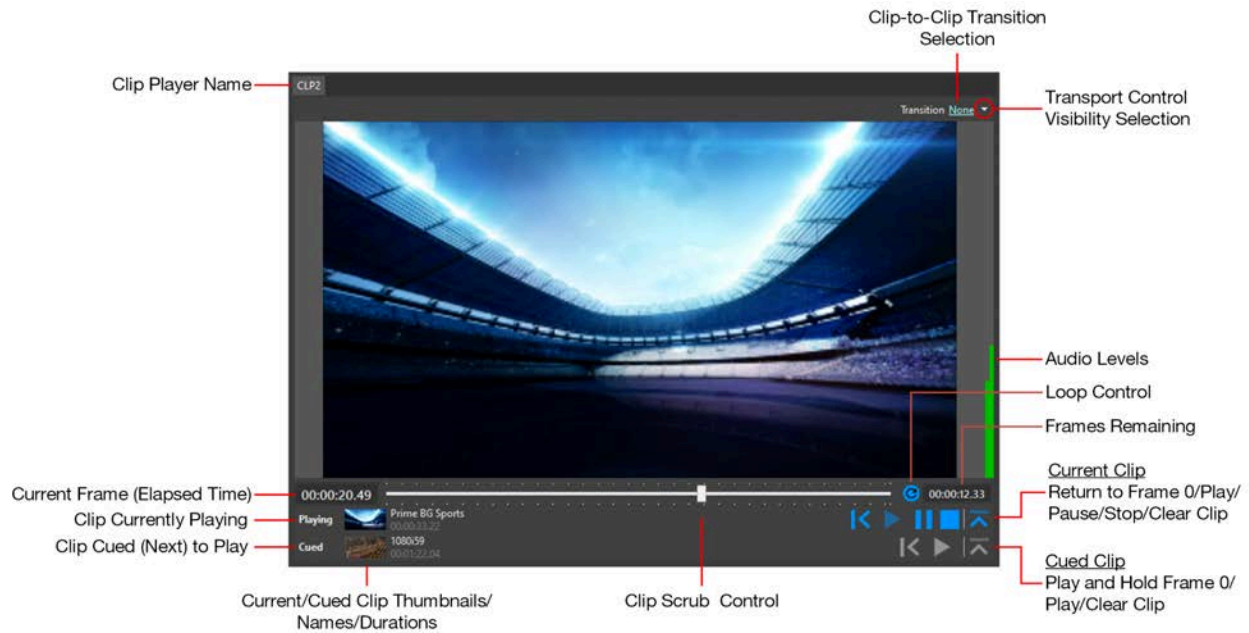 Clip-to-Clip Transition
Selection
Clip Player Name
CLP2
Transport Control
Visibility Selection
Transition None
Audio Levels
Loop Control
Frames Remaining
Current Frame (Elapsed Time)
00:00:20.49
00:00:12.33
Current Clip
Return to Frame 0/Play/
Pause/Stop/Clear Clip
Clip Currently Playing
Playing
Prime BG Sports
00:00:33.22
Clip Cued (Next) to Play
Cued
1080i59
00:01:22.04
Cued Clip
Play and Hold Frame 0/
Play/Clear Clip
Current/Cued Clip Thumbnails/
Names/Durations
Clip Scrub Control